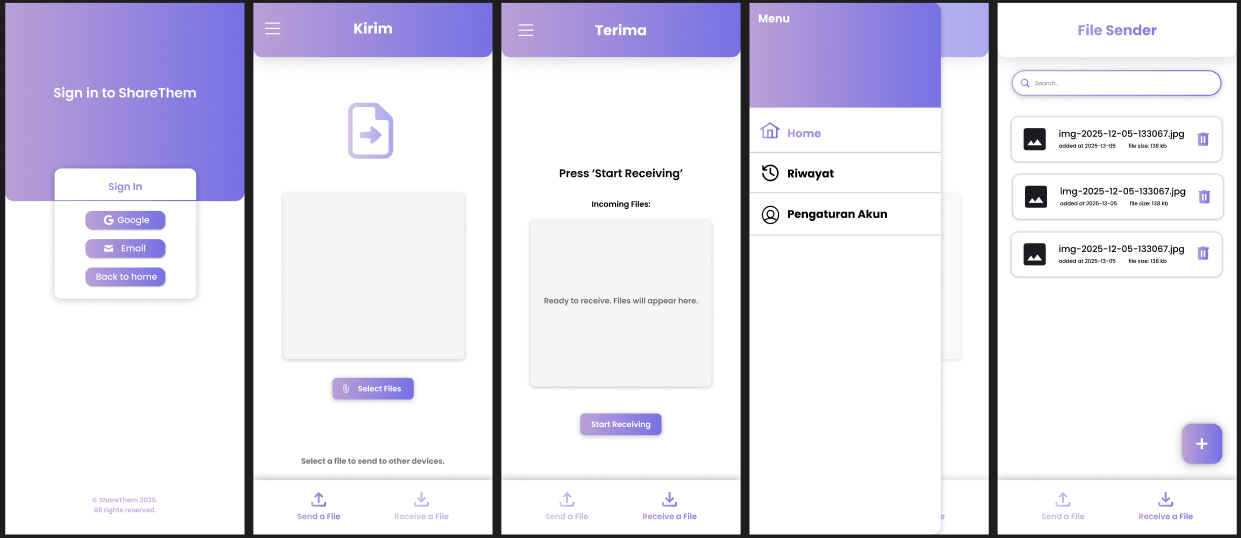 Sign in to ShareThem
Sign In
Google
Email
Back to home
© ShareThem 2025.
All rights reserved.
Kirim
Select Files
Select a file to send to other devices.
Send a File
Receive a File
Terima
Press ‘Start Receiving’
Incoming Files:
Ready to receive. Files will appear here.
Start Receiving
Send a File
Receive a File
Menu
Home
Riwayat
Pengaturan Akun
e
File Sender
Search..
img-2025-12-05-133067.jpg
added at 2025-13-05 file size: 138 kb
img-2025-12-05-133067.jpg
added at 2025-13-05 file size: 138 kb
img-2025-12-05-133067.jpg
added at 2025-13-05 file size: 138 kb
Send a File
Receive a File